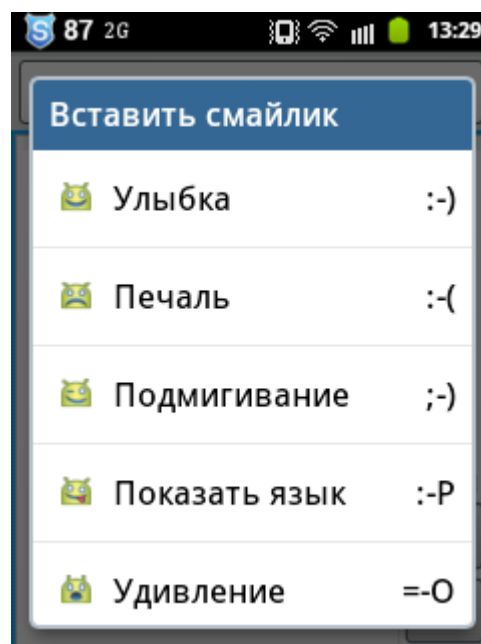 S 87 2G 13:29
Вставить смайлик
Улыбка :-)
Печаль :-(
Подмигивание ;-)
Показать язык :-P
Удивление =-O